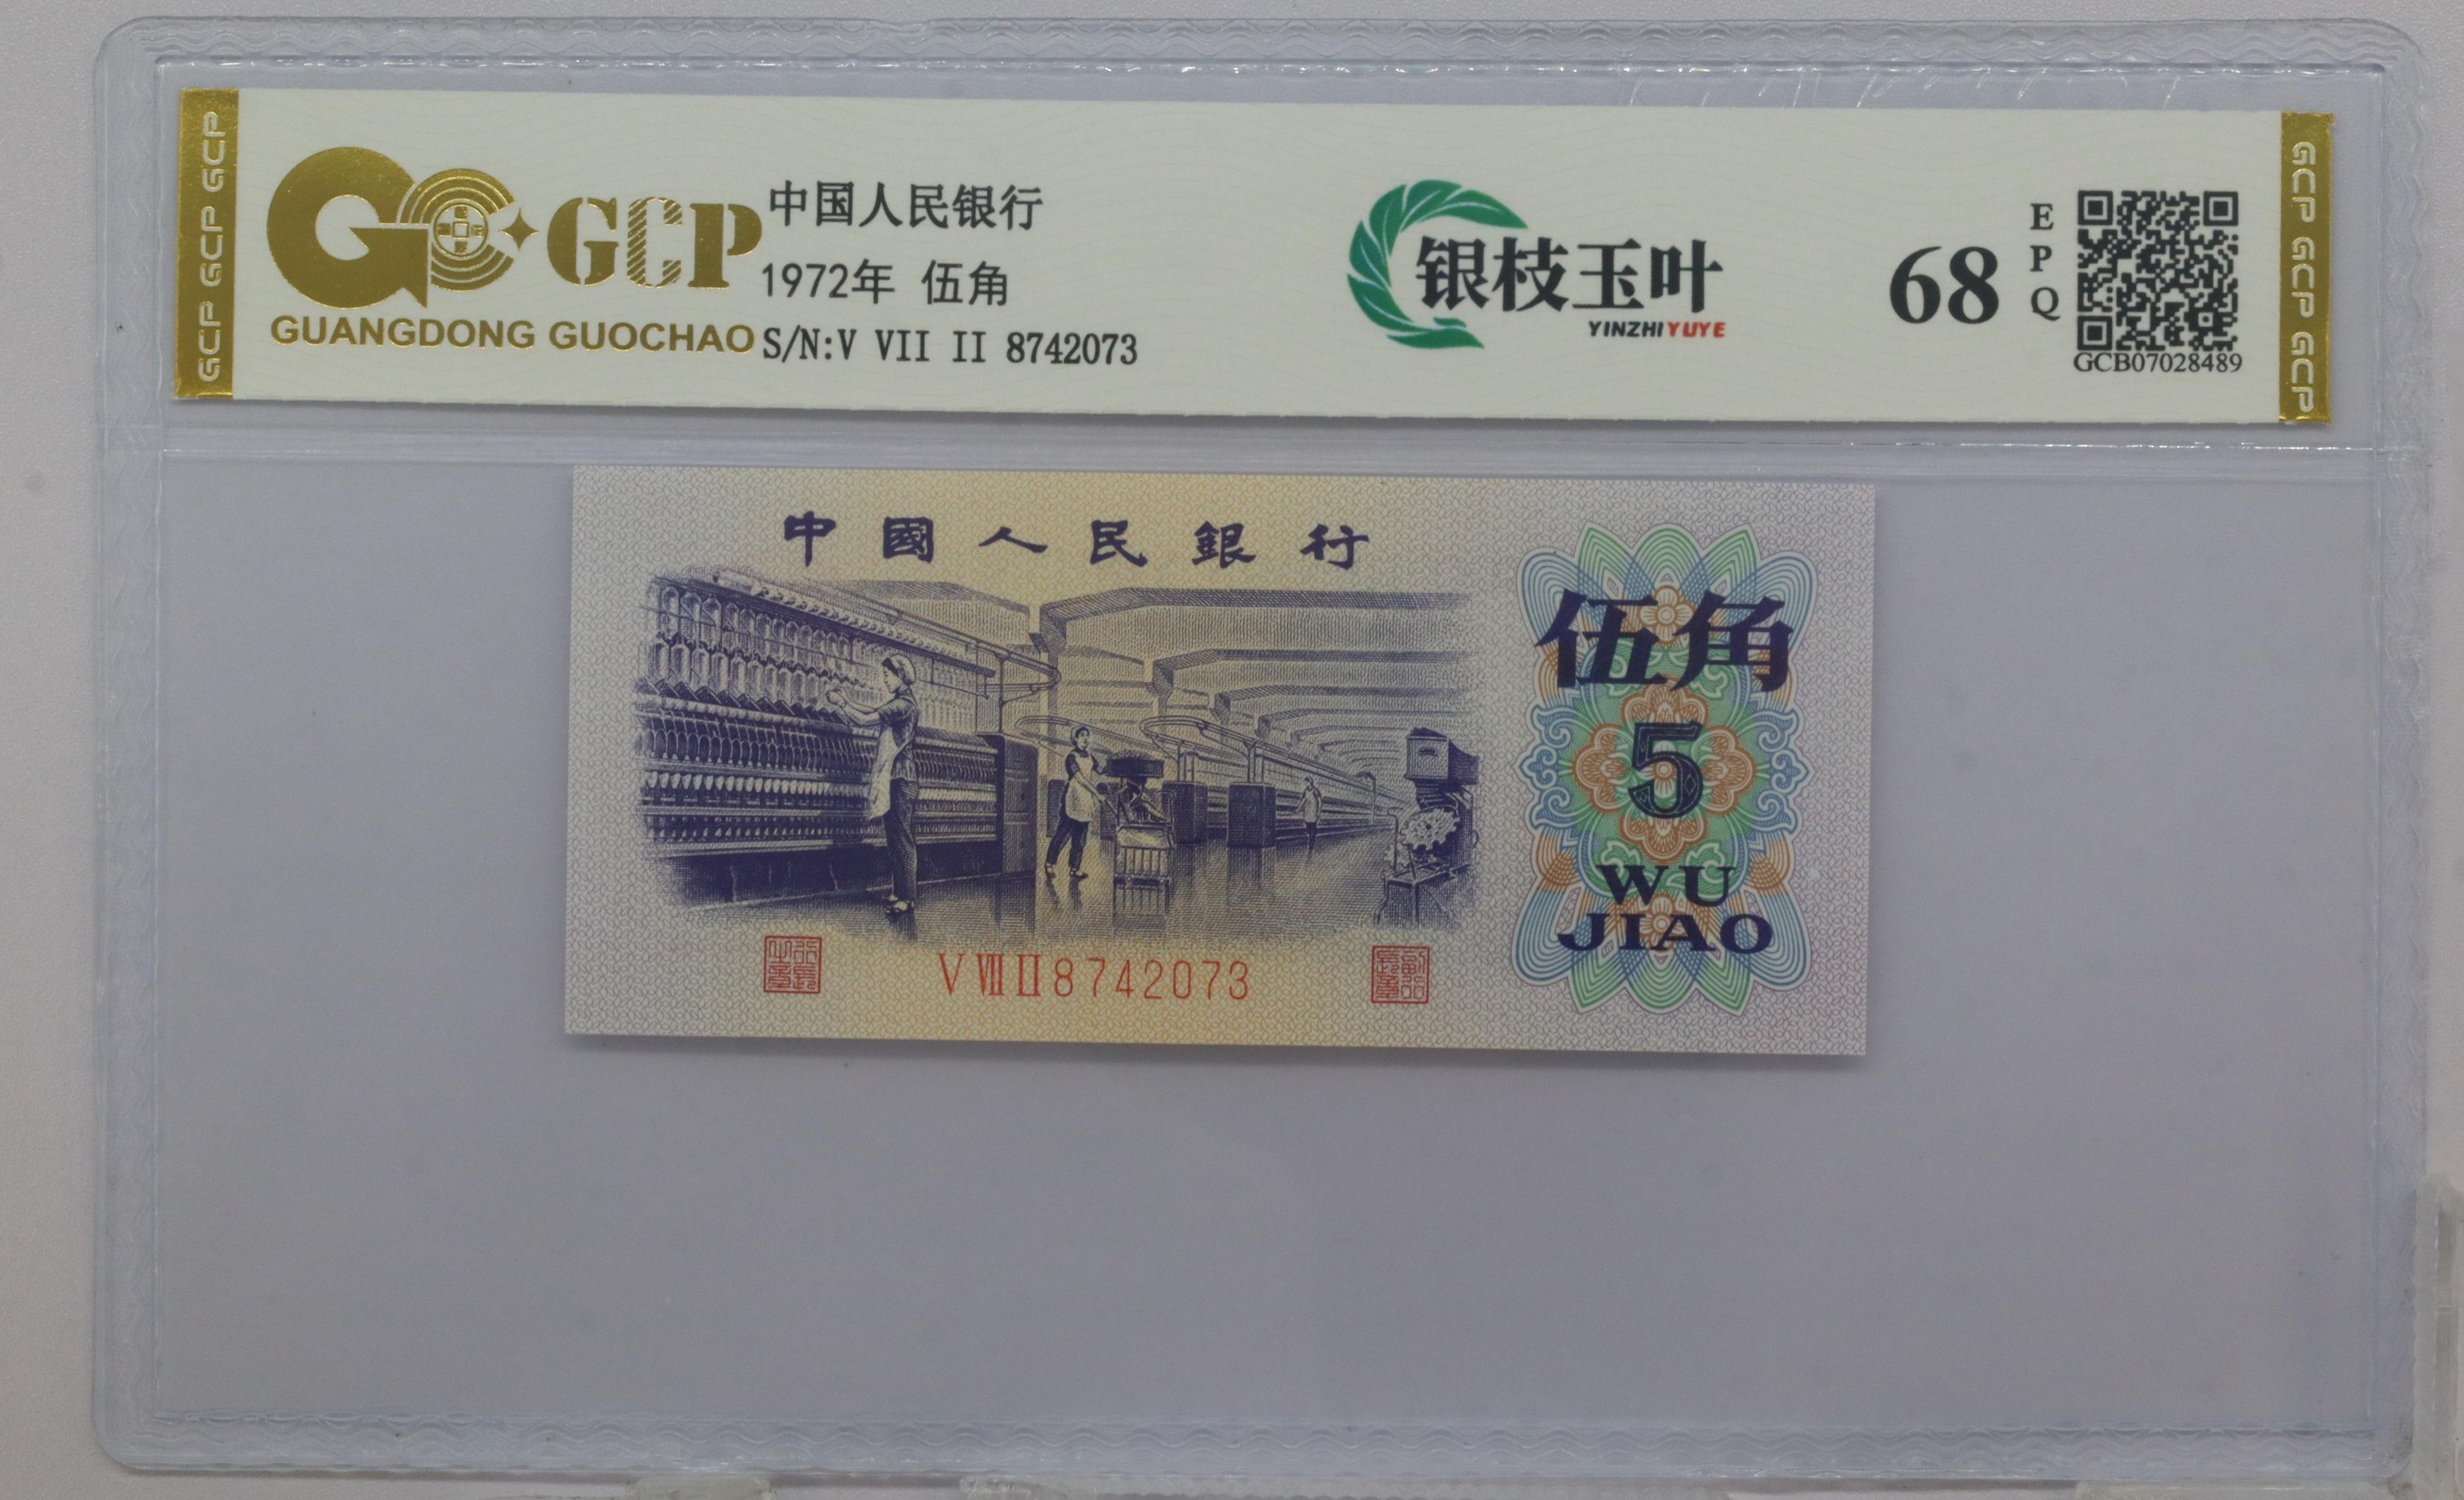 GCP GCP GCP
GCP
GUANGDONG GUOCHAO
中国人民银行
1972年 伍角
S/N:V VII II 8742073
银枝玉叶
YINZHIYUYE
68
EPQ
GCB07028489
GCP GCP GCP
中國人民銀行
伍角
5
WU
JIAO
V VII II 8742073